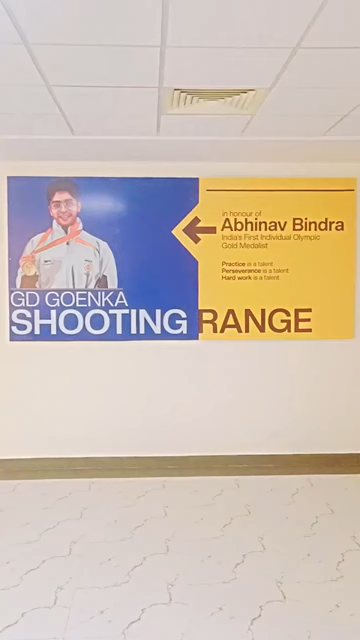 in honour of
Abhinav Bindra
India's First Individual Olympic
Gold Medalist
Practice is a talent
Perseverance is a talent
Hard work is a talent
GD GOENKA
SHOOTING RANGE